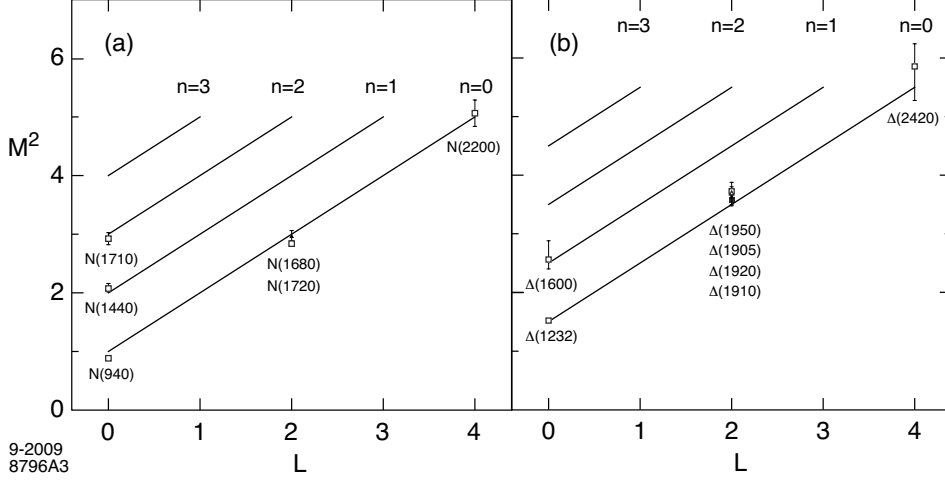 (a)
n=3 n=2 n=1 n=0
N(2200)
N(1710)
N(1680)
N(1720)
N(1440)
N(940)
M²
6
4
2
0
0 1 2 3 4
L
(b)
n=3 n=2 n=1 n=0
Δ(2420)
Δ(1950)
Δ(1905)
Δ(1920)
Δ(1910)
Δ(1600)
Δ(1232)
0 1 2 3 4
L
9-2009
8796A3